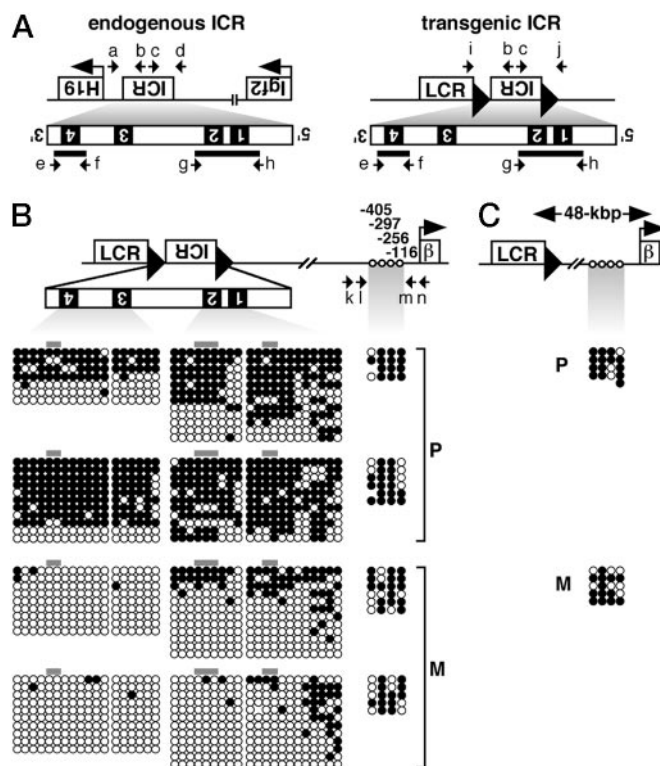 A
endogenous ICR
transgenic ICR
a b c d
i b c j
H19 ICR Igf2
LCR ICR
3' 4 3 2 1 5'
3' 4 3 2 1 5'
e f g h
e f g h
B
C
-405
-297
-256
-116
48-kbp
LCR ICR β
LCR β
4 3 2 1
k l m n
P
P
M
M